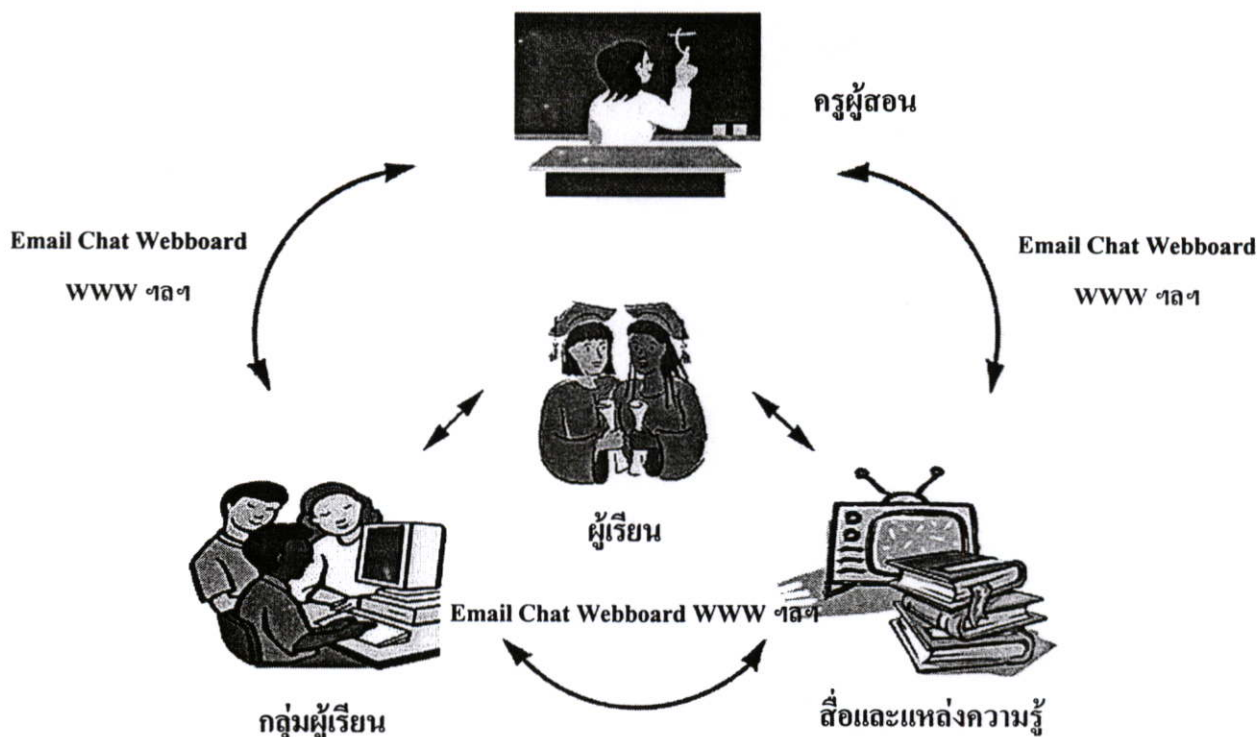 ครูผู้สอน
Email Chat Webboard
WWW ฯลฯ
Email Chat Webboard
WWW ฯลฯ
ผู้เรียน
Email Chat Webboard WWW ฯลฯ
กลุ่มผู้เรียน
สื่อและแหล่งความรู้